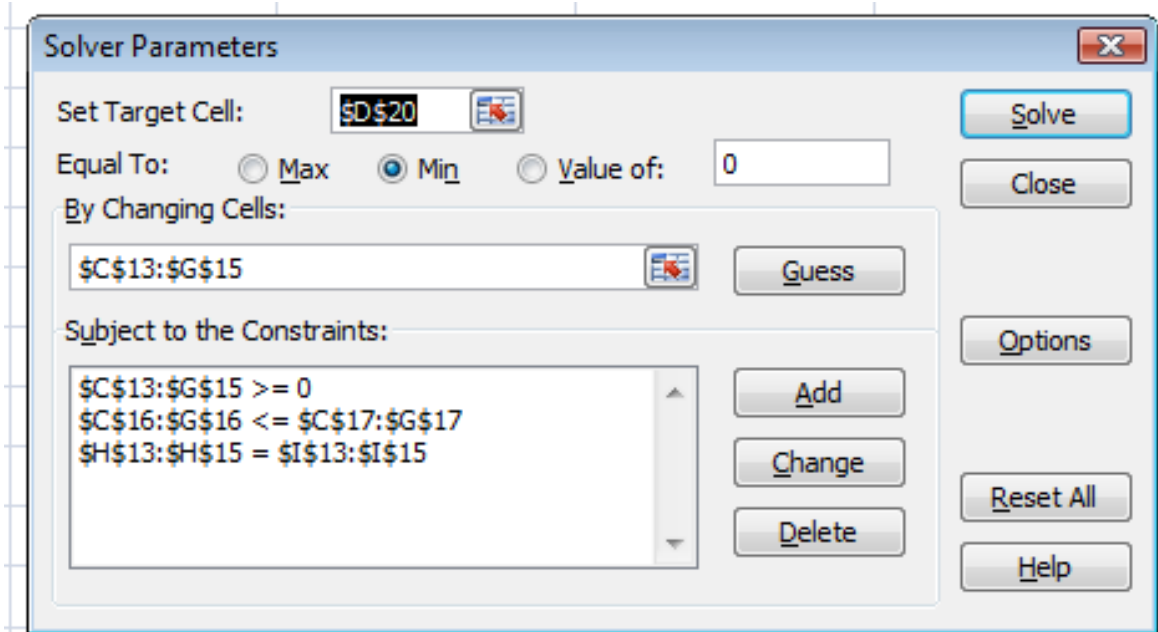 Solver Parameters
Set Target Cell: $D$20
Solve
Equal To: Max Min Value of: 0
Close
By Changing Cells:
$C$13:$G$15
Guess
Subject to the Constraints:
Options
$C$13:$G$15 >= 0
Add
$C$16:$G$16 <= $C$17:$G$17
$H$13:$H$15 = $I$13:$I$15
Change
Reset All
Delete
Help